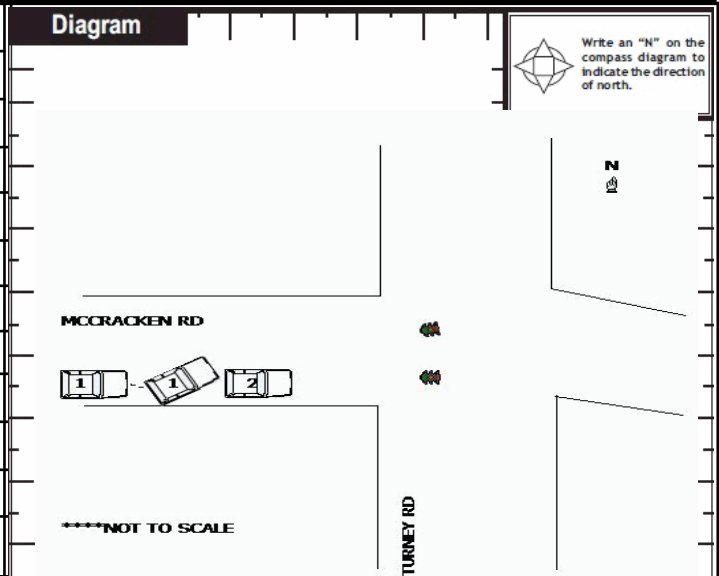 Diagram
Write an “N” on the
compass diagram to
indicate the direction
of north.
N
MCCRACKEN RD
1
1
2
TURNEY RD
****NOT TO SCALE